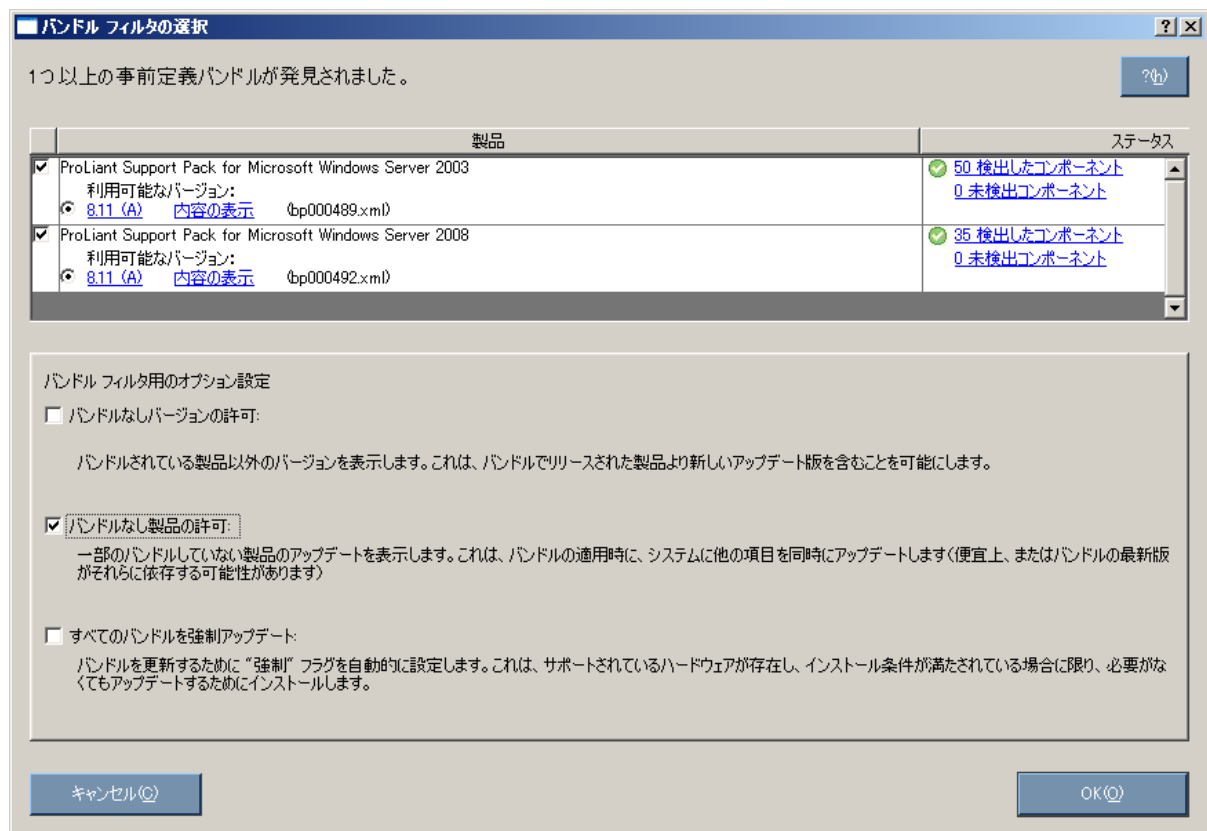 バンドル フィルタの選択
1つ以上の事前定義バンドルが発見されました。
?(h)
製品
ステータス
ProLiant Support Pack for Microsoft Windows Server 2003
50 検出したコンポーネント
利用可能なバージョン:
0 未検出コンポーネント
8.11 (A) 内容の表示 (bp000489.xml)
ProLiant Support Pack for Microsoft Windows Server 2008
35 検出したコンポーネント
利用可能なバージョン:
0 未検出コンポーネント
8.11 (A) 内容の表示 (bp000492.xml)
バンドル フィルタ用のオプション設定
バンドルなしバージョンの許可:
バンドルされている製品以外のバージョンを表示します。これは、バンドルでリリースされた製品より新しいアップデート版を含むことを可能にします。
バンドルなし製品の許可:
一部のバンドルしていない製品のアップデートを表示します。これは、バンドルの適用時に、システムに他の項目を同時にアップデートします(便宜上、またはバンドルの最新版
がそれらに依存する可能性があります)
すべてのバンドルを強制アップデート:
バンドルを更新するために “強制” フラグを自動的に設定します。これは、サポートされているハードウェアが存在し、インストール条件が満たされている場合に限り、必要がな
くてもアップデートするためにインストールします。
キャンセル(C)
OK(O)